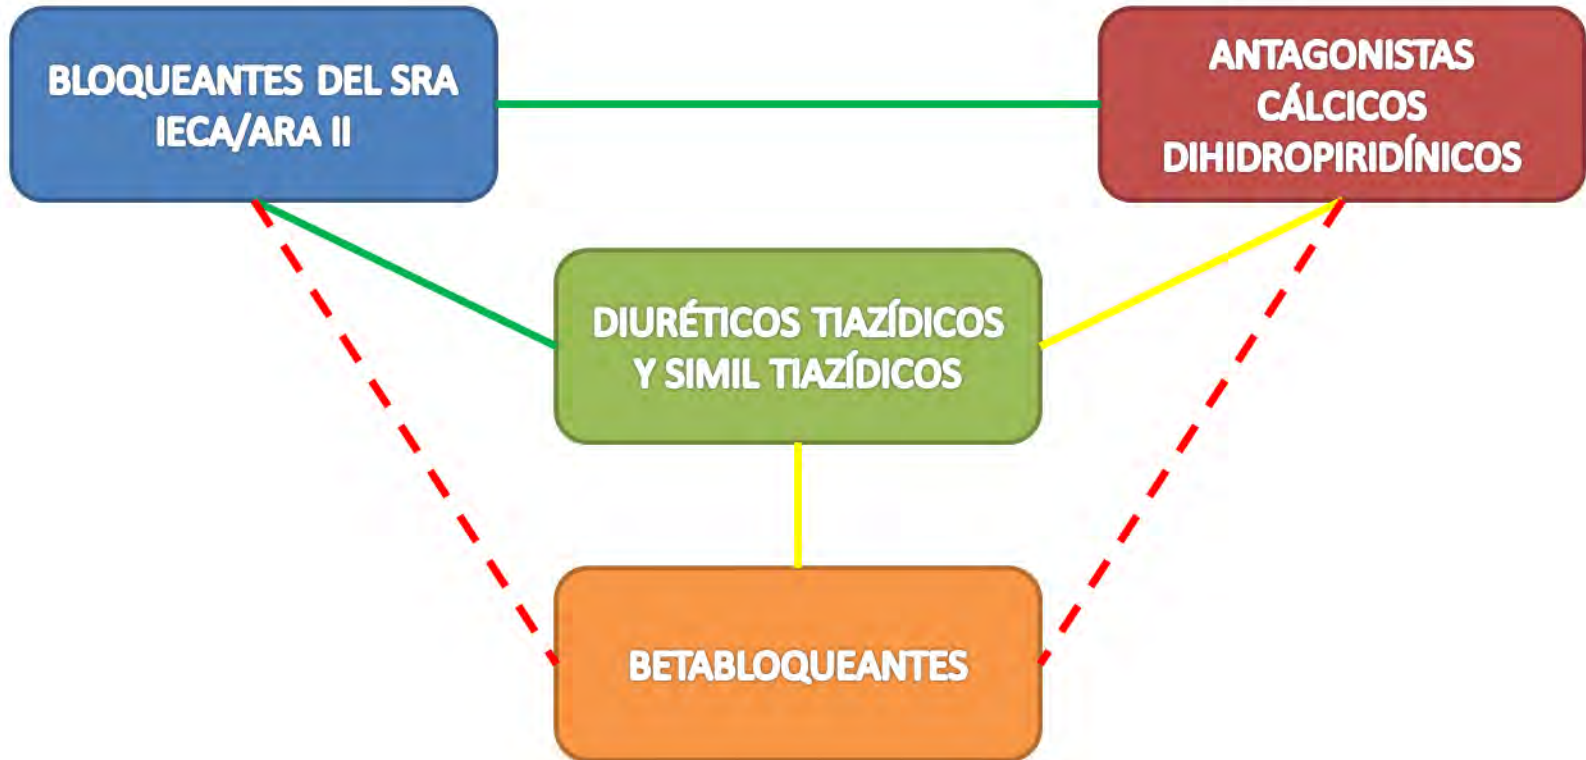 BLOQUEANTES DEL SRA
IECA/ARA II
ANTAGONISTAS
CÁLCICOS
DIHIDROPIRIDÍNICOS
DIURÉTICOS TIAZÍDICOS
Y SIMIL TIAZÍDICOS
BETABLOQUEANTES